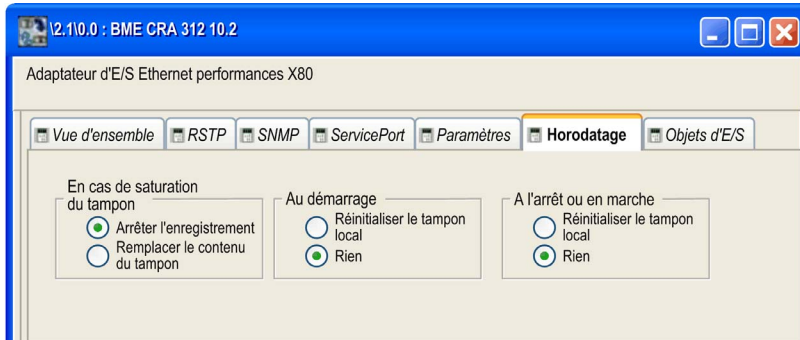 \2.1\0.0 : BME CRA 312 10.2
Adaptateur d'E/S Ethernet performances X80
Vue d'ensemble RSTP SNMP ServicePort Paramètres Horodatage Objets d'E/S
En cas de saturation
du tampon
Arrêter l'enregistrement
Remplacer le contenu
du tampon
Au démarrage
Réinitialiser le tampon
local
Rien
A l'arrêt ou en marche
Réinitialiser le tampon
local
Rien